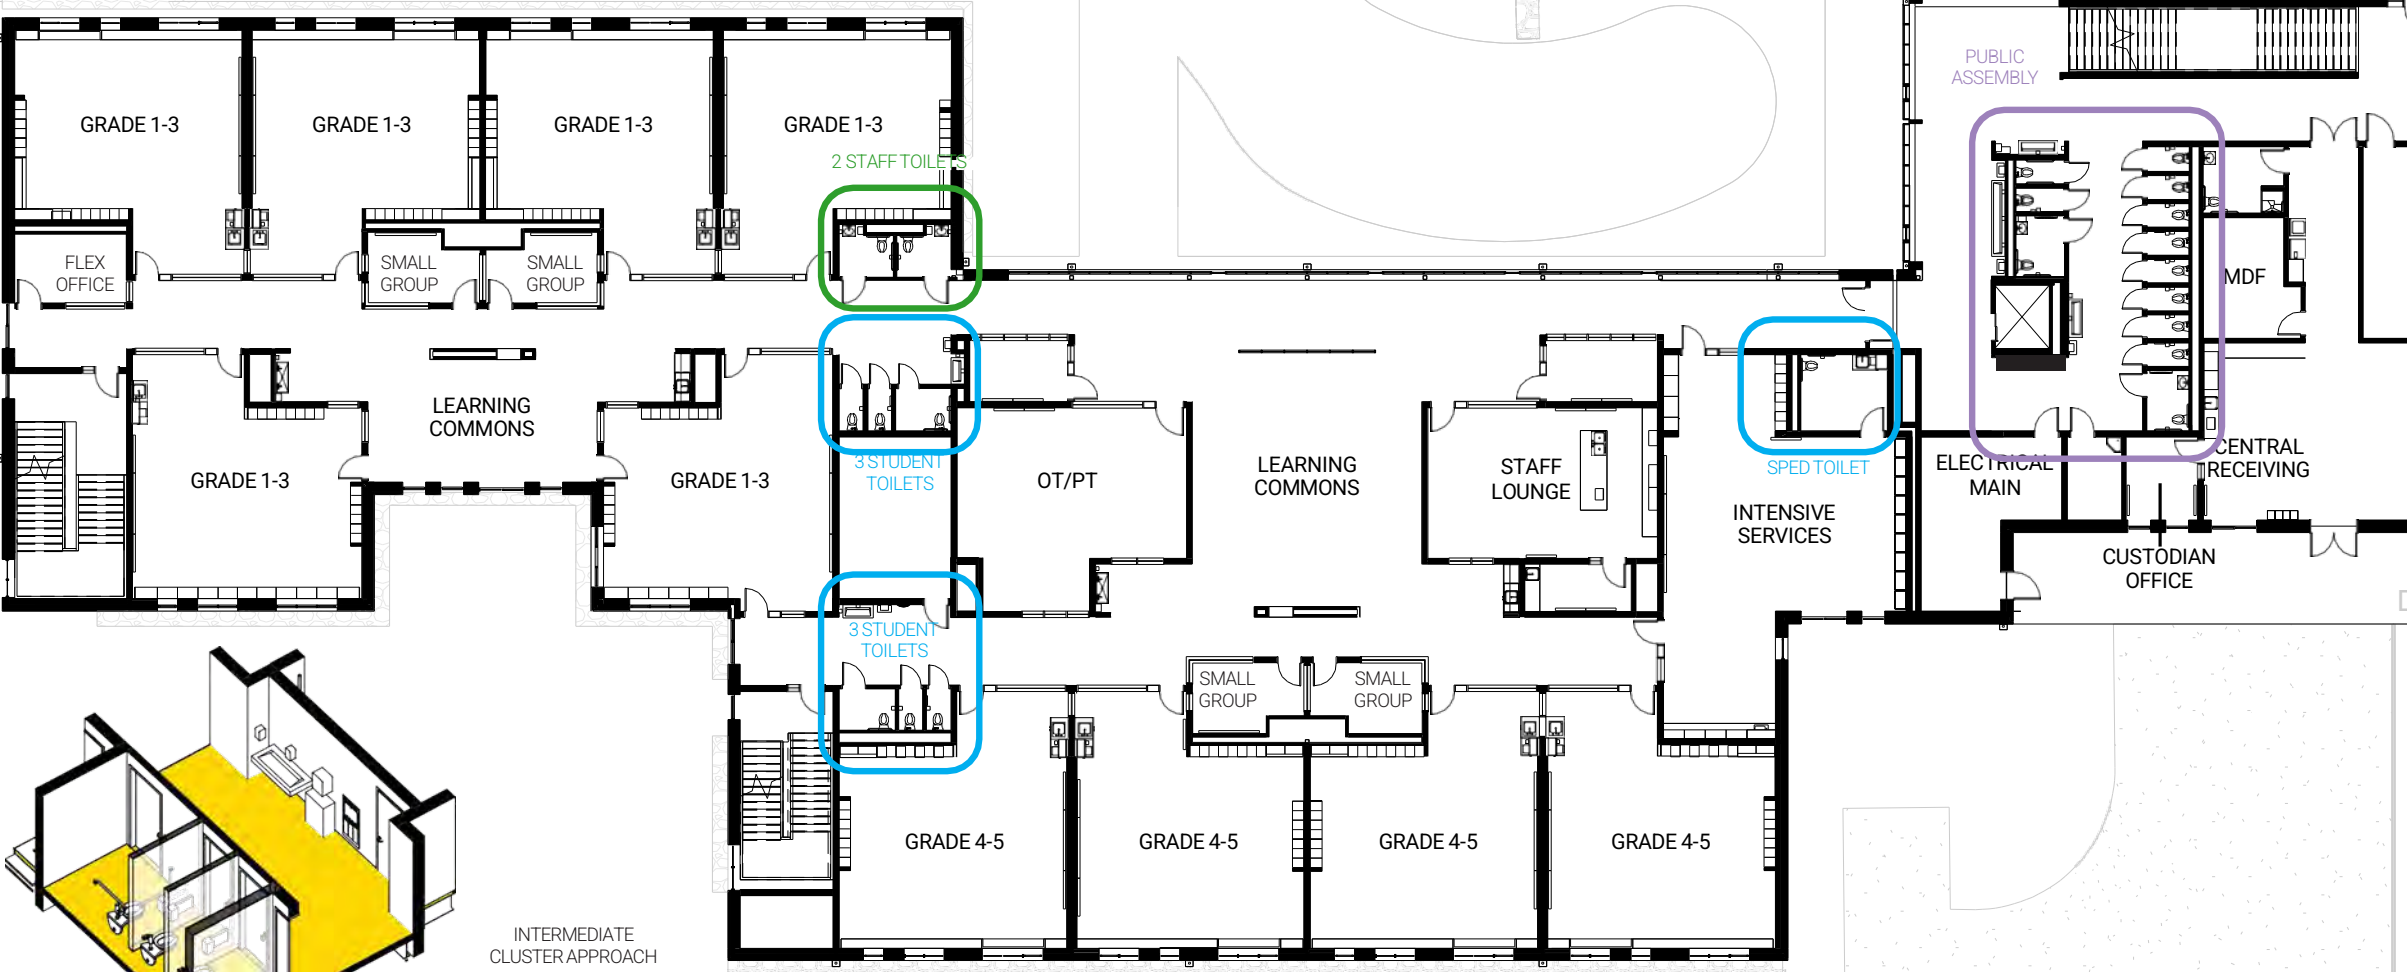 PUBLIC
ASSEMBLY
GRADE 1-3
GRADE 1-3
GRADE 1-3
GRADE 1-3
2 STAFF TOILETS
FLEX
OFFICE
SMALL
GROUP
SMALL
GROUP
MDF
LEARNING
COMMONS
GRADE 1-3
GRADE 1-3
3 STUDENT
TOILETS
OT/PT
LEARNING
COMMONS
STAFF
LOUNGE
SPED TOILET
INTENSIVE
SERVICES
ELECTRICAL
MAIN
CENTRAL
RECEIVING
CUSTODIAN
OFFICE
3 STUDENT
TOILETS
SMALL
GROUP
SMALL
GROUP
GRADE 4-5
GRADE 4-5
GRADE 4-5
GRADE 4-5
INTERMEDIATE
CLUSTER APPROACH